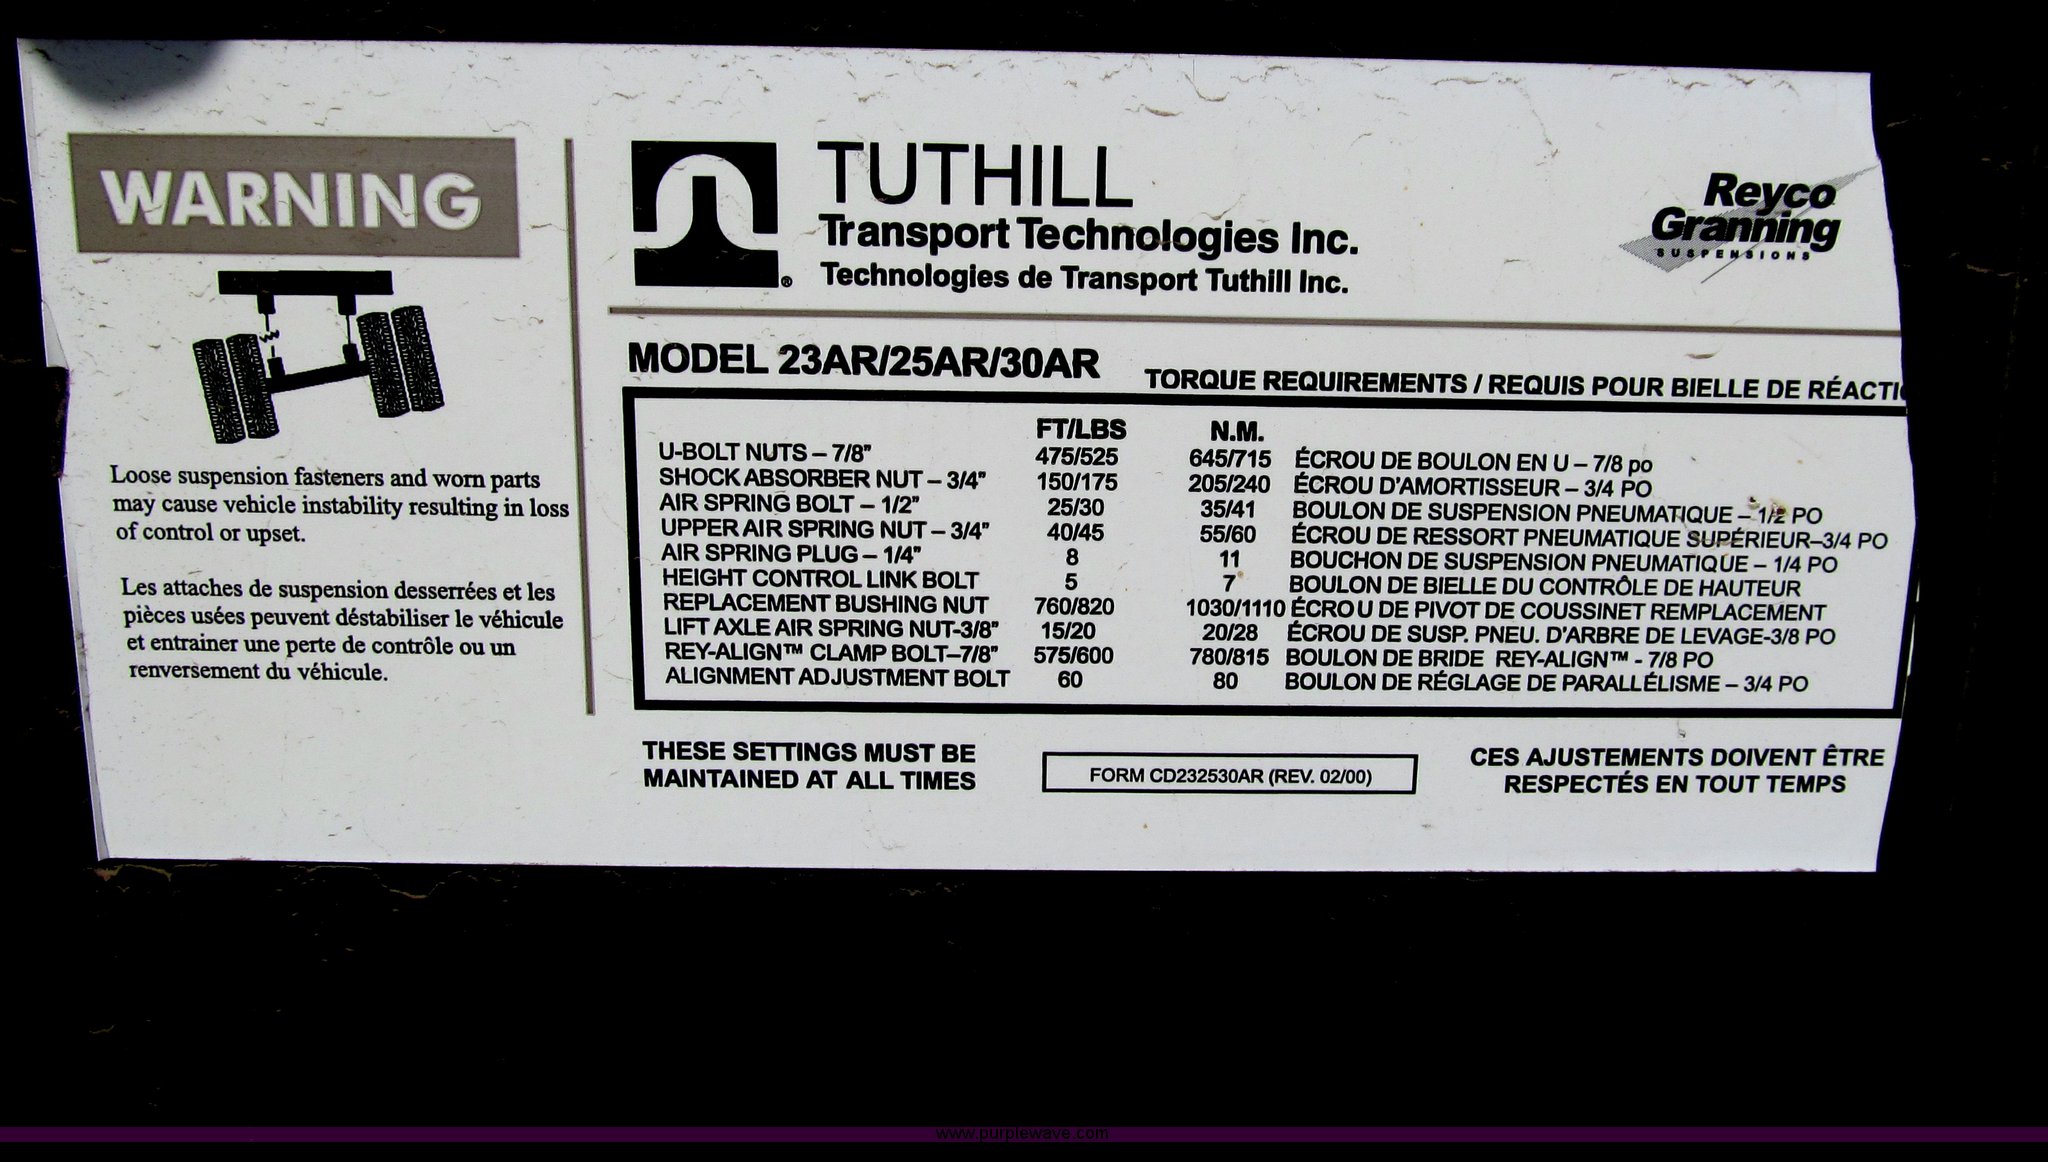 WARNING
Loose suspension fasteners and worn parts
may cause vehicle instability resulting in loss
of control or upset.
Les attaches de suspension desserrées et les
pièces usées peuvent déstabiliser le véhicule
et entrainer une perte de contrôle ou un
renversement du véhicule.
TUTHILL
Transport Technologies Inc.
Technologies de Transport Tuthill Inc.
®
Reyco
Granning
SUSPENSIONS
MODEL 23AR/25AR/30AR
TORQUE REQUIREMENTS / REQUIS POUR BIELLE DE
FT/LBS N.M.
U-BOLT NUTS – 7/8" 475/525 645/715 ÉCROU DE BOULON EN U – 7/8 po
SHOCK ABSORBER NUT – 3/4" 150/175 205/240 ÉCROU D'AMORTISSEUR – 3/4 PO
AIR SPRING BOLT – 1/2" 25/30 35/41 BOULON DE SUSPENSION PNEUMATIQUE – 1/2 PO
UPPER AIR SPRING NUT – 3/4" 40/45 55/60 ÉCROU DE RESSORT PNEUMATIQUE SUPÉRIEUR–3/4 PO
AIR SPRING PLUG – 1/4" 8 11 BOUCHON DE SUSPENSION PNEUMATIQUE – 1/4 PO
HEIGHT CONTROL LINK BOLT 5 7 BOULON DE BIELLE DU CONTRÔLE DE HAUTEUR
REPLACEMENT BUSHING NUT 760/820 1030/1110 ÉCROU DE PIVOT DE COUSSINET REMPLACEMENT
LIFT AXLE AIR SPRING NUT-3/8" 15/20 20/28 ÉCROU DE SUSP. PNEU. D'ARBRE DE LEVAGE-3/8 PO
REY-ALIGN™ CLAMP BOLT–7/8" 575/600 780/815 BOULON DE BRIDE REY-ALIGN™ - 7/8 PO
ALIGNMENT ADJUSTMENT BOLT 60 80 BOULON DE RÉGLAGE DE PARALLÉLISME – 3/4 PO
THESE SETTINGS MUST BE
MAINTAINED AT ALL TIMES
FORM CD232530AR (REV. 02/00)
CES AJUSTEMENTS DOIVENT ÊTRE
RESPECTÉS EN TOUT TEMPS
www.purplewave.com